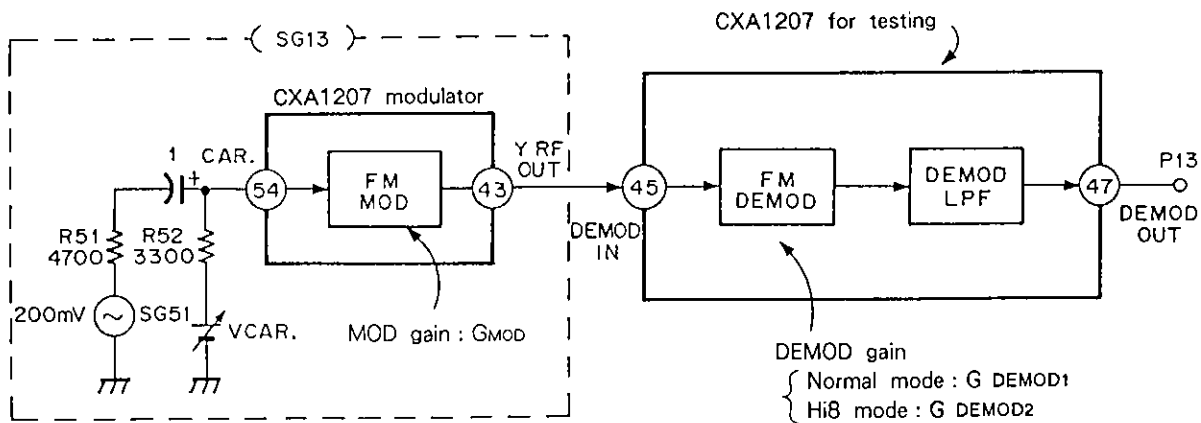 CXA1207 for testing
SG13
CXA1207 modulator
1
CAR.
54
FM
MOD
43
Y RF
OUT
45
DEMOD
IN
FM
DEMOD
DEMOD
LPF
47
P13
DEMOD
OUT
R51
4700
R52
3300
+
200mV
SG51
VCAR.
MOD gain : GMOD
DEMOD gain
Normal mode : G DEMOD1
Hi8 mode : G DEMOD2